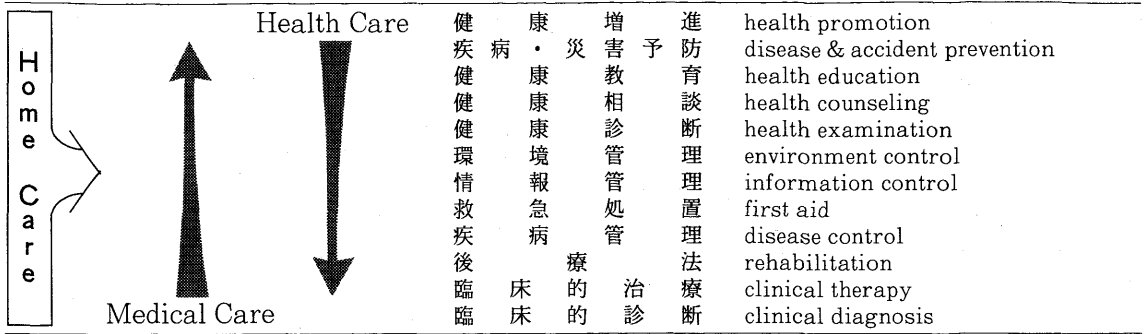 Home Care
Health Care
Medical Care
健康増進 health promotion
疾病・災害予防 disease & accident prevention
健康教育 health education
健康相談 health counseling
健康診断 health examination
環境管理 environment control
情報管理 information control
救急処置 first aid
疾病管理 disease control
後療法 rehabilitation
臨床的治療 clinical therapy
臨床的診断 clinical diagnosis